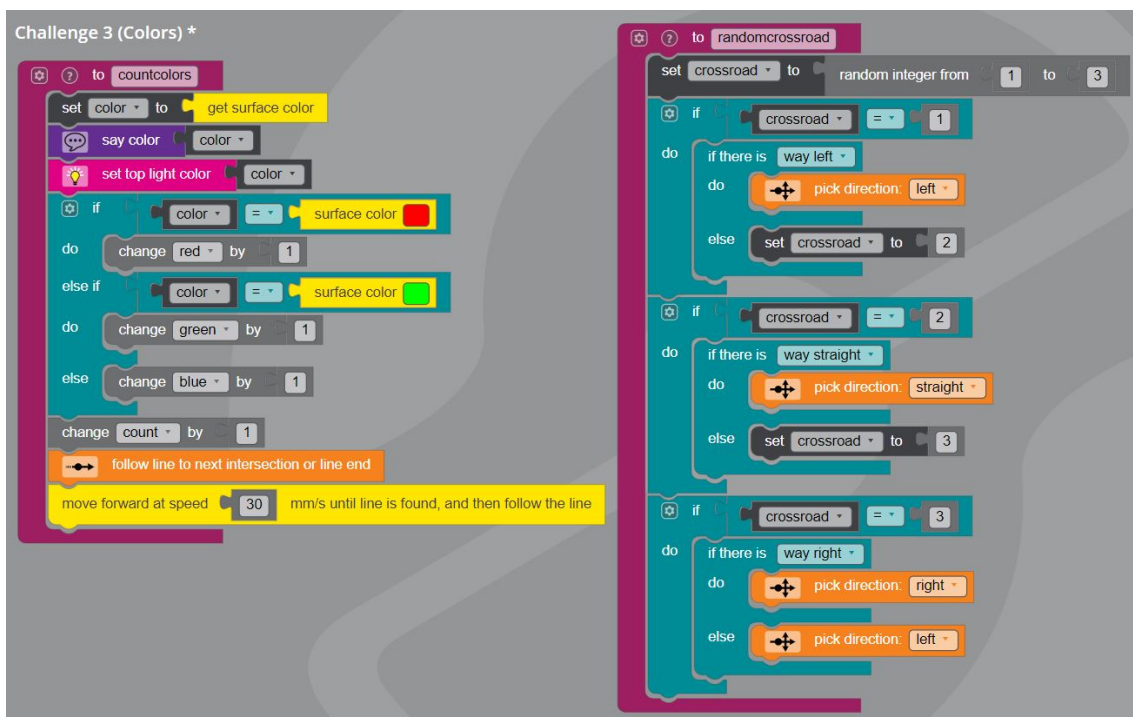 Challenge 3 (Colors) *
? to countcolors
set color to get surface color
say color color
set top light color color
if color = surface color
do change red by 1
else if color = surface color
do change green by 1
else change blue by 1
change count by 1
follow line to next intersection or line end
move forward at speed 30 mm/s until line is found, and then follow the line
? to randomcrossroad
set crossroad to random integer from 1 to 3
if crossroad = 1
do if there is way left
do pick direction: left
else set crossroad to 2
if crossroad = 2
do if there is way straight
do pick direction: straight
else set crossroad to 3
if crossroad = 3
do if there is way right
do pick direction: right
else pick direction: left